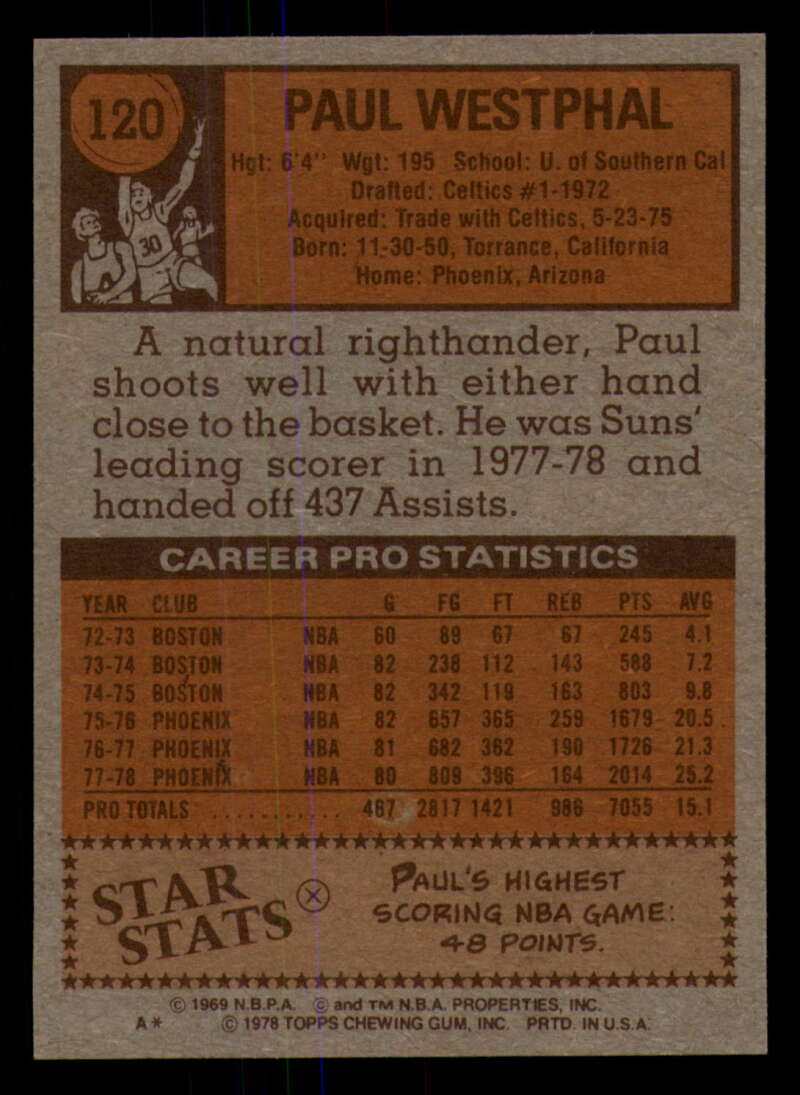 120
PAUL WESTPHAL
Hgt: 6'4" Wgt: 195 School: U. of Southern Cal
Drafted: Celtics #1-1972
Acquired: Trade with Celtics, 5-23-75
Born: 11-30-50, Torrance, California
Home: Phoenix, Arizona
30
A natural righthander, Paul
shoots well with either hand
close to the basket. He was Suns'
leading scorer in 1977-78 and
handed off 437 Assists.
CAREER PRO STATISTICS
YEAR CLUB G FG FT REB PTS AVG
72-73 BOSTON NBA 60 89 67 67 245 4.1
73-74 BOSTON NBA 82 238 112 143 588 7.2
74-75 BOSTON NBA 82 342 119 163 803 9.8
75-76 PHOENIX NBA 82 657 365 259 1679 20.5
76-77 PHOENIX NBA 81 682 362 190 1726 21.3
77-78 PHOENIX NBA 80 809 396 164 2014 25.2
PRO TOTALS ........... 467 2817 1421 986 7055 15.1
STAR
STATS
PAUL'S HIGHEST
SCORING NBA GAME:
48 POINTS.
© 1969 N.B.P.A. © and TM N.B.A. PROPERTIES, INC.
A* © 1978 TOPPS CHEWING GUM, INC. PRTD. IN U.S.A.